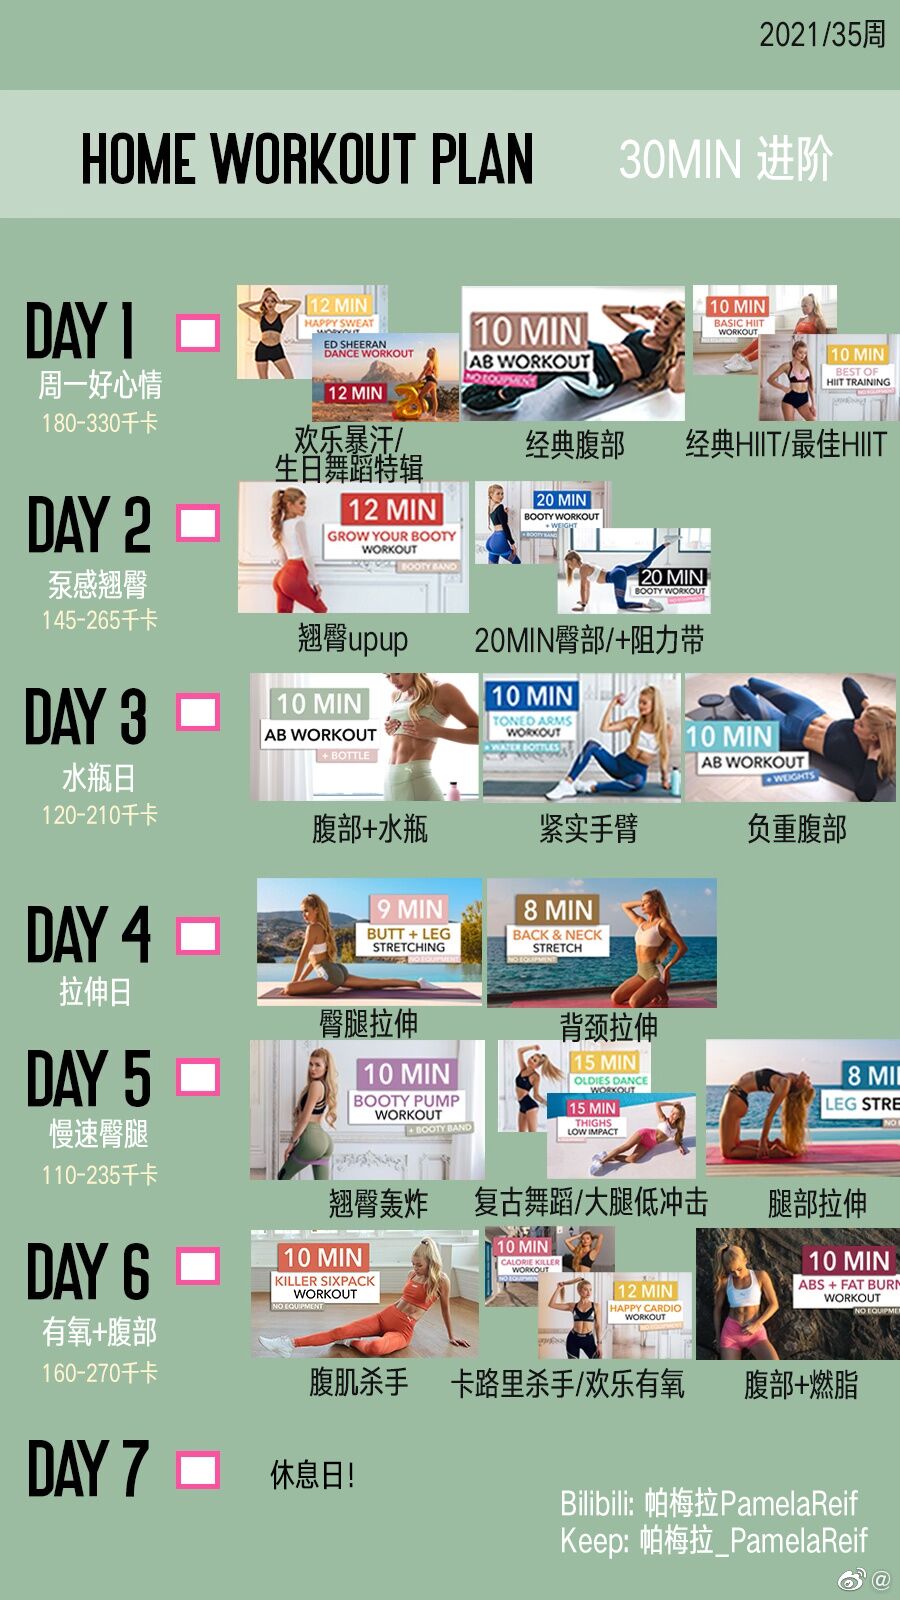 2021/35周
HOME WORKOUT PLAN
30MIN 进阶
DAY 1
周一好心情
180-330千卡
12 MIN
HAPPY SWEAT
WORKOUT
ED SHEERAN
DANCE WORKOUT
12 MIN
欢乐暴汗/
生日舞蹈特辑
10 MIN
AB WORKOUT
NO EQUIPMENT
经典腹部
10 MIN
BASIC HIIT
WORKOUT
10 MIN
BEST OF
HIIT TRAINING
经典HIIT/最佳HIIT
DAY 2
泵感翘臀
145-265千卡
12 MIN
GROW YOUR BOOTY
WORKOUT
BOOTY BAND
翘臀upup
20 MIN
BOOTY WORKOUT
+ WEIGHT
+ BOOTY BAND
20 MIN
BOOTY WORKOUT
20MIN臀部/+阻力带
DAY 3
水瓶日
120-210千卡
10 MIN
AB WORKOUT
+ BOTTLE
腹部+水瓶
10 MIN
TONED ARMS
WORKOUT
+ WATER BOTTLES
紧实手臂
10 MIN
AB WORKOUT
+ WEIGHTS
负重腹部
DAY 4
拉伸日
9 MIN
BUTT + LEG
STRETCHING
NO EQUIPMENT
臀腿拉伸
8 MIN
BACK & NECK
STRETCH
NO EQUIPMENT
背颈拉伸
DAY 5
慢速臀腿
110-235千卡
10 MIN
BOOTY PUMP
WORKOUT
+ BOOTY BAND
翘臀轰炸
15 MIN
OLDIES DANCE
WORKOUT
15 MIN
THIGHS
LOW IMPACT
复古舞蹈/大腿低冲击
8 MI
LEG STRE
腿部拉伸
DAY 6
有氧+腹部
160-270千卡
10 MIN
KILLER SIXPACK
WORKOUT
NO EQUIPMENT
腹肌杀手
10 MIN
CALORIE KILLER
WORKOUT
NO EQUIPMENT
12 MIN
HAPPY CARDIO
WORKOUT
卡路里杀手/欢乐有氧
10 MIN
ABS + FAT BURN
WORKOUT
NO EQUIPME
腹部+燃脂
DAY 7
休息日!
Bilibili: 帕梅拉PamelaReif
Keep: 帕梅拉_PamelaReif
@